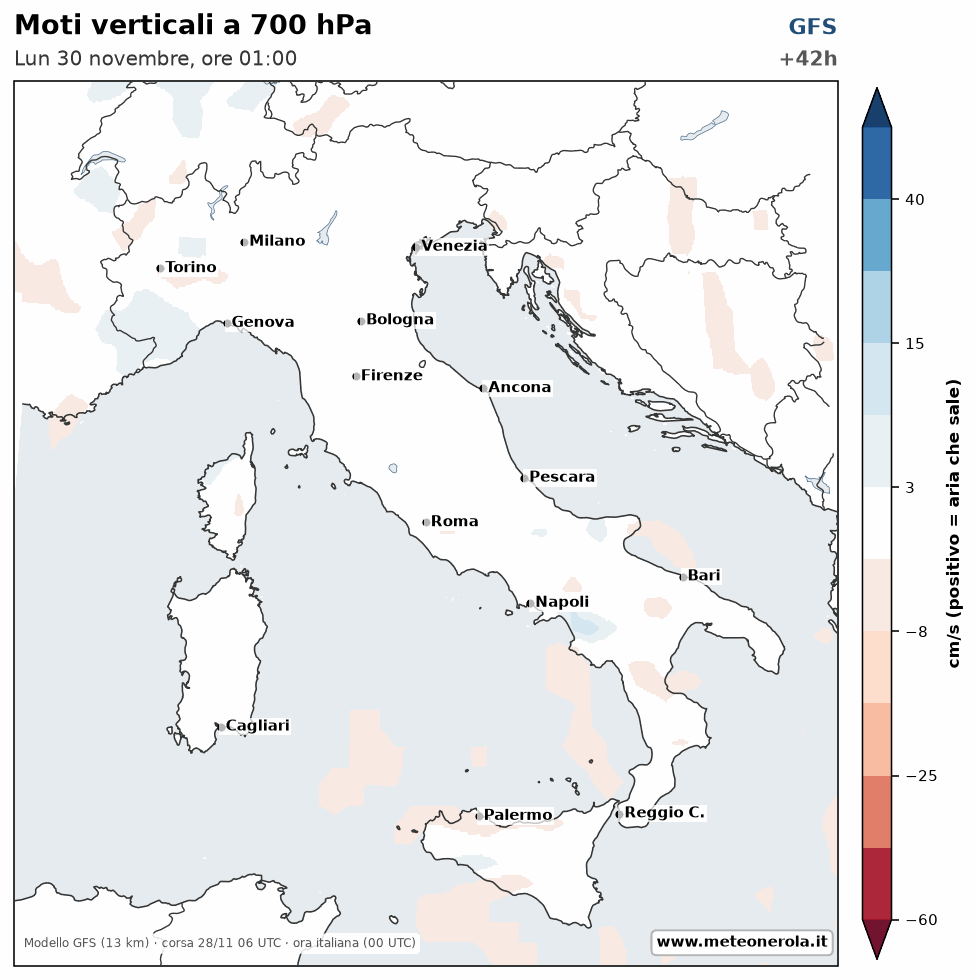 Moti verticali a 700 hPa
GFS
Lun 30 novembre, ore 01:00
+42h
Milano
Venezia
Torino
Genova
Bologna
Firenze
Ancona
Pescara
Roma
Bari
Napoli
Cagliari
Palermo
Reggio C.
40
15
3
−8
−25
−60
cm/s (positivo = aria che sale)
Modello GFS (13 km) · corsa 28/11 06 UTC · ora italiana (00 UTC)
www.meteonerola.it